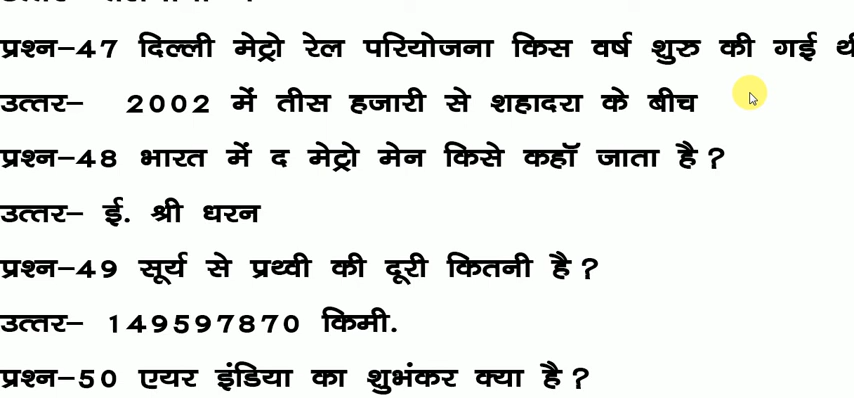 प्रश्न–47 दिल्ली मेट्रो रेल परियोजना किस वर्ष शुरु की गई
उत्तर– 2002 में तीस हजारी से शहादरा के बीच
प्रश्न–48 भारत में द मेट्रो मेन किसे कहाॅ जाता है ?
उत्तर– ई. श्री धरन
प्रश्न–49 सूर्य से प्रथ्वी की दूरी कितनी है ?
उत्तर– 149597870 किमी.
प्रश्न–50 एयर इंडिया का शुभंकर क्या है ?